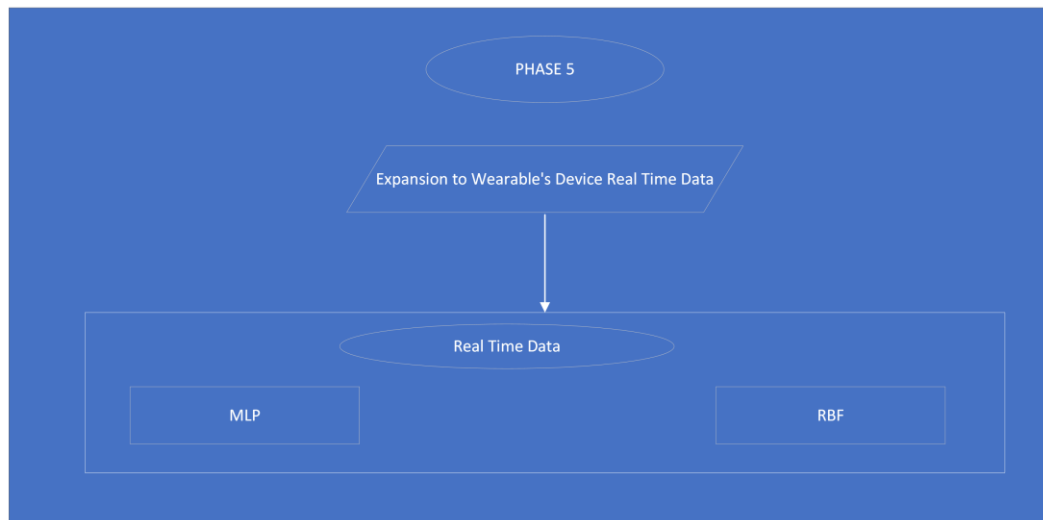 PHASE 5
Expansion to Wearable's Device Real Time Data
Real Time Data
MLP
RBF